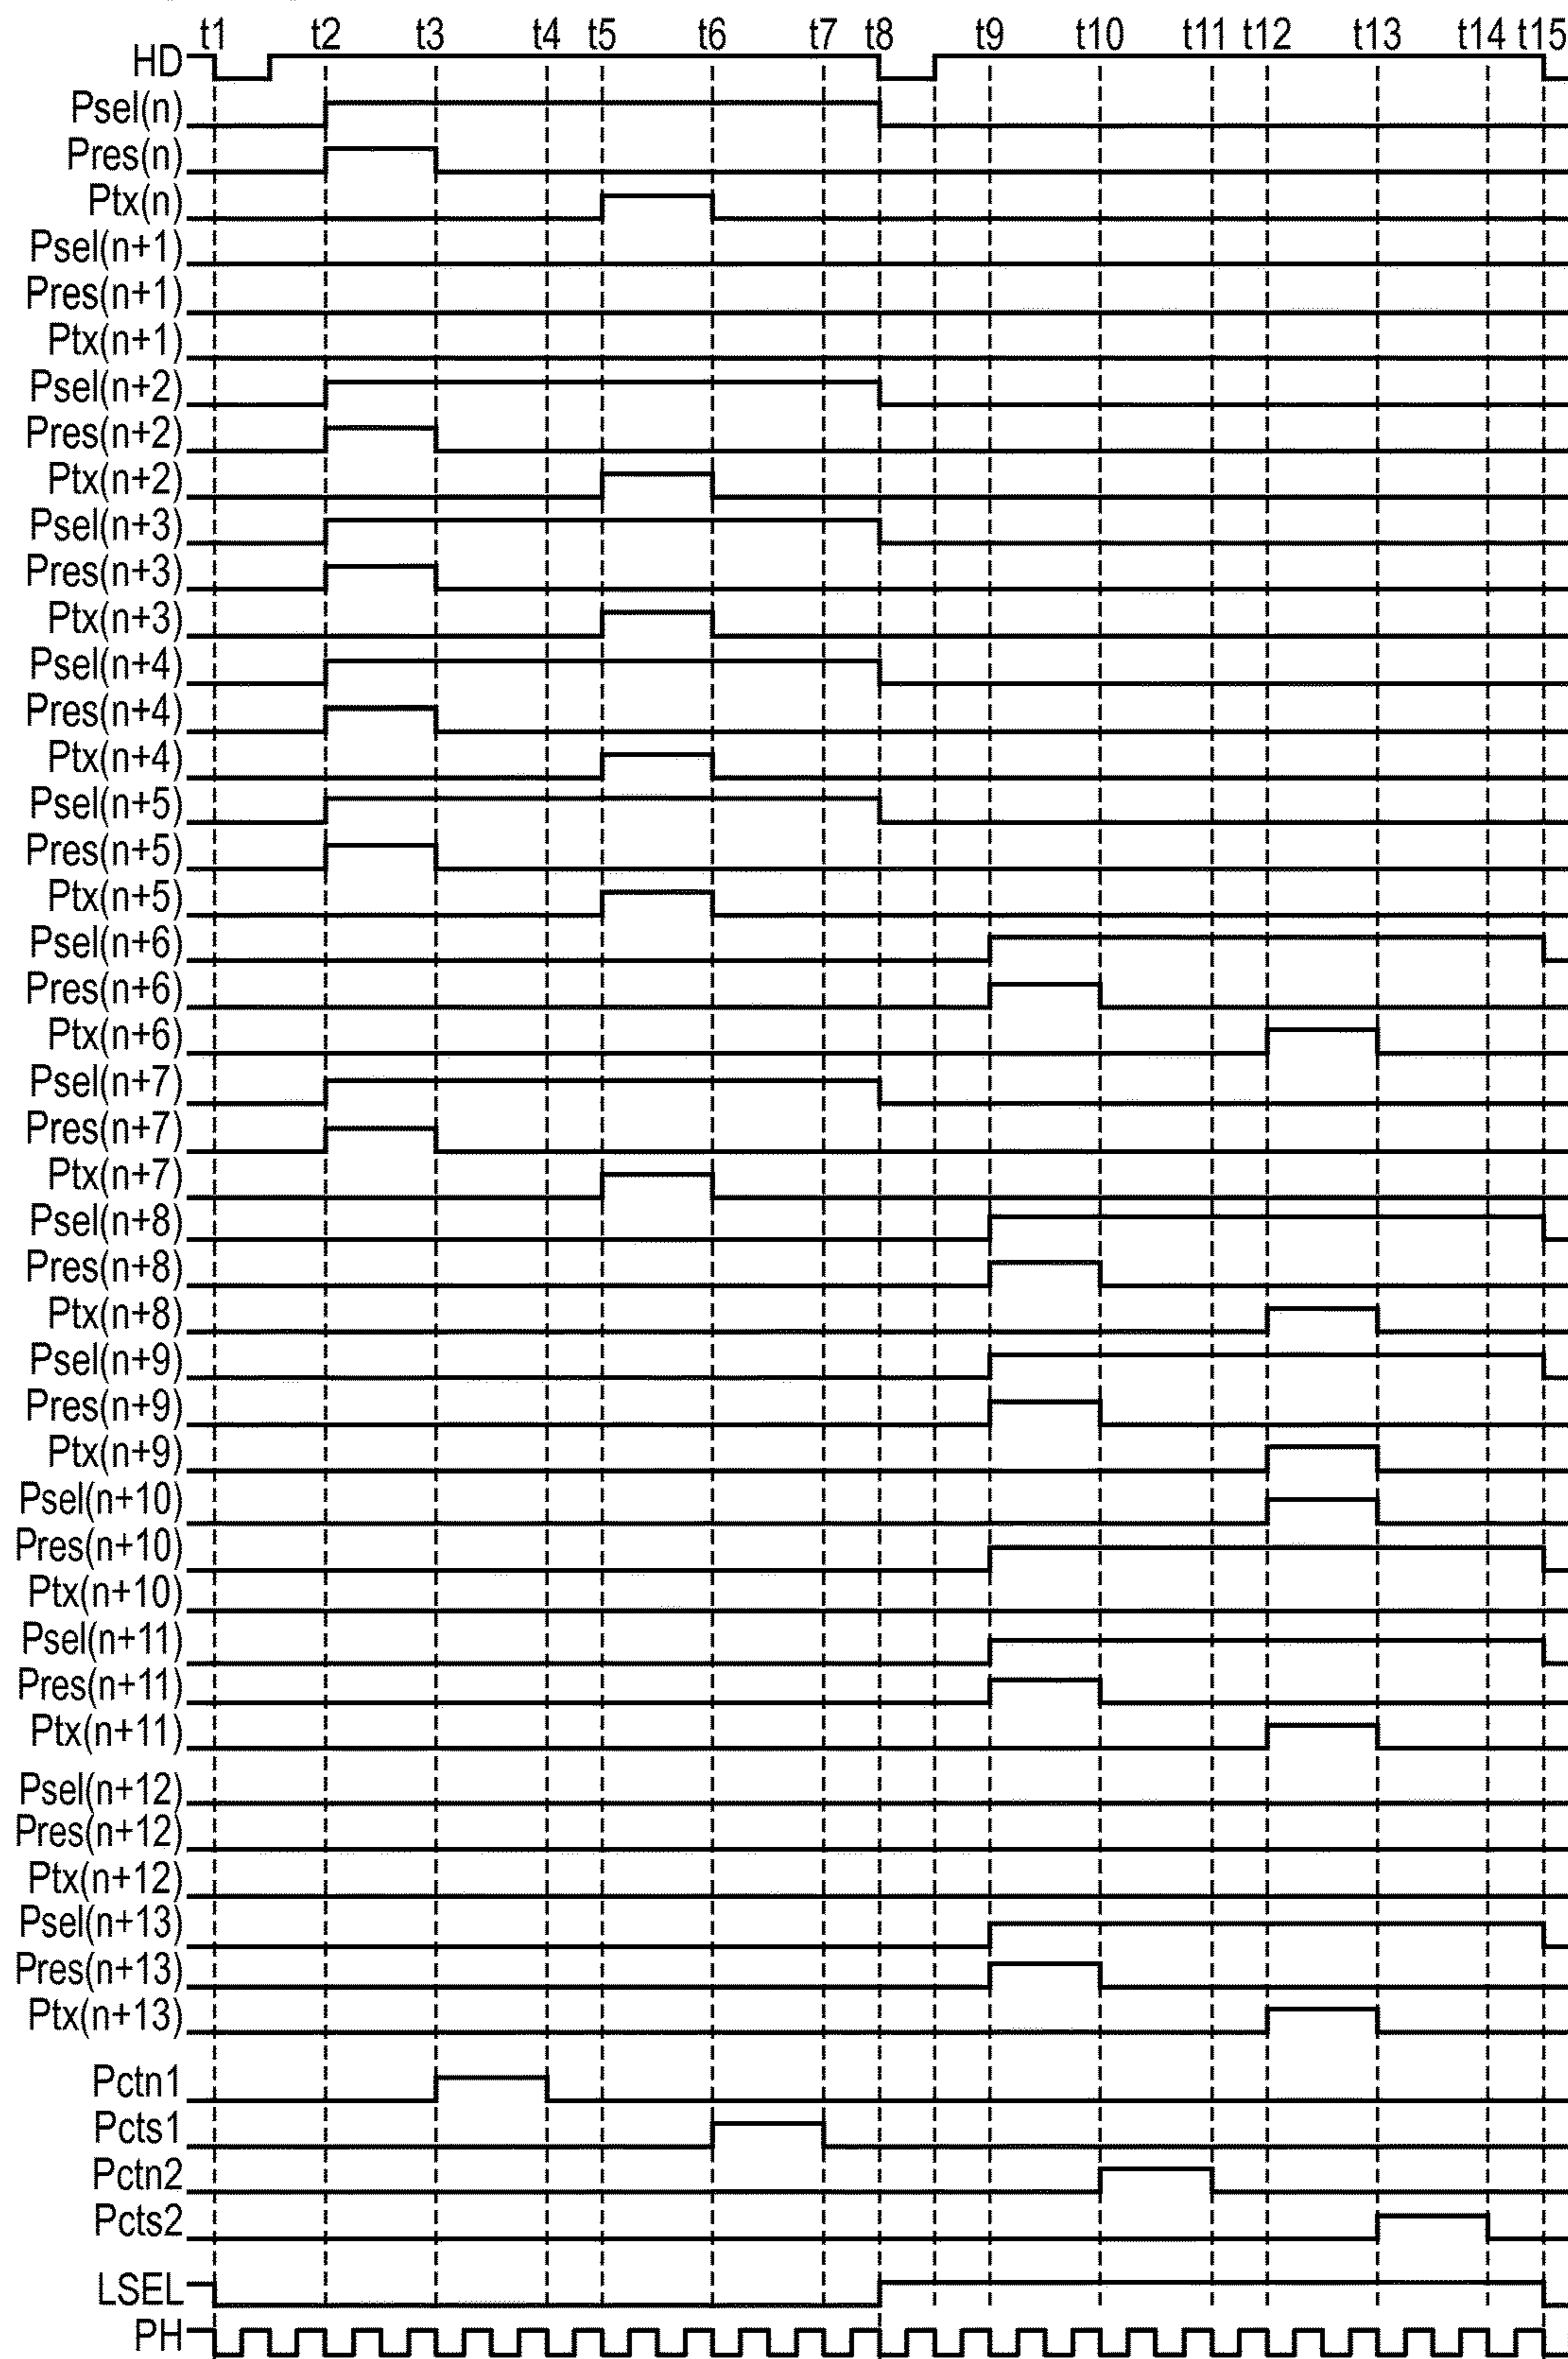 t1 t2 t3 t4 t5 t6 t7 t8 t9 t10 t11 t12 t13 t14 t15
HD
Psel(n)
Pres(n)
Ptx(n)
Psel(n+1)
Pres(n+1)
Ptx(n+1)
Psel(n+2)
Pres(n+2)
Ptx(n+2)
Psel(n+3)
Pres(n+3)
Ptx(n+3)
Psel(n+4)
Pres(n+4)
Ptx(n+4)
Psel(n+5)
Pres(n+5)
Ptx(n+5)
Psel(n+6)
Pres(n+6)
Ptx(n+6)
Psel(n+7)
Pres(n+7)
Ptx(n+7)
Psel(n+8)
Pres(n+8)
Ptx(n+8)
Psel(n+9)
Pres(n+9)
Ptx(n+9)
Psel(n+10)
Pres(n+10)
Ptx(n+10)
Psel(n+11)
Pres(n+11)
Ptx(n+11)
Psel(n+12)
Pres(n+12)
Ptx(n+12)
Psel(n+13)
Pres(n+13)
Ptx(n+13)
Pctn1
Pcts1
Pctn2
Pcts2
LSEL
PH